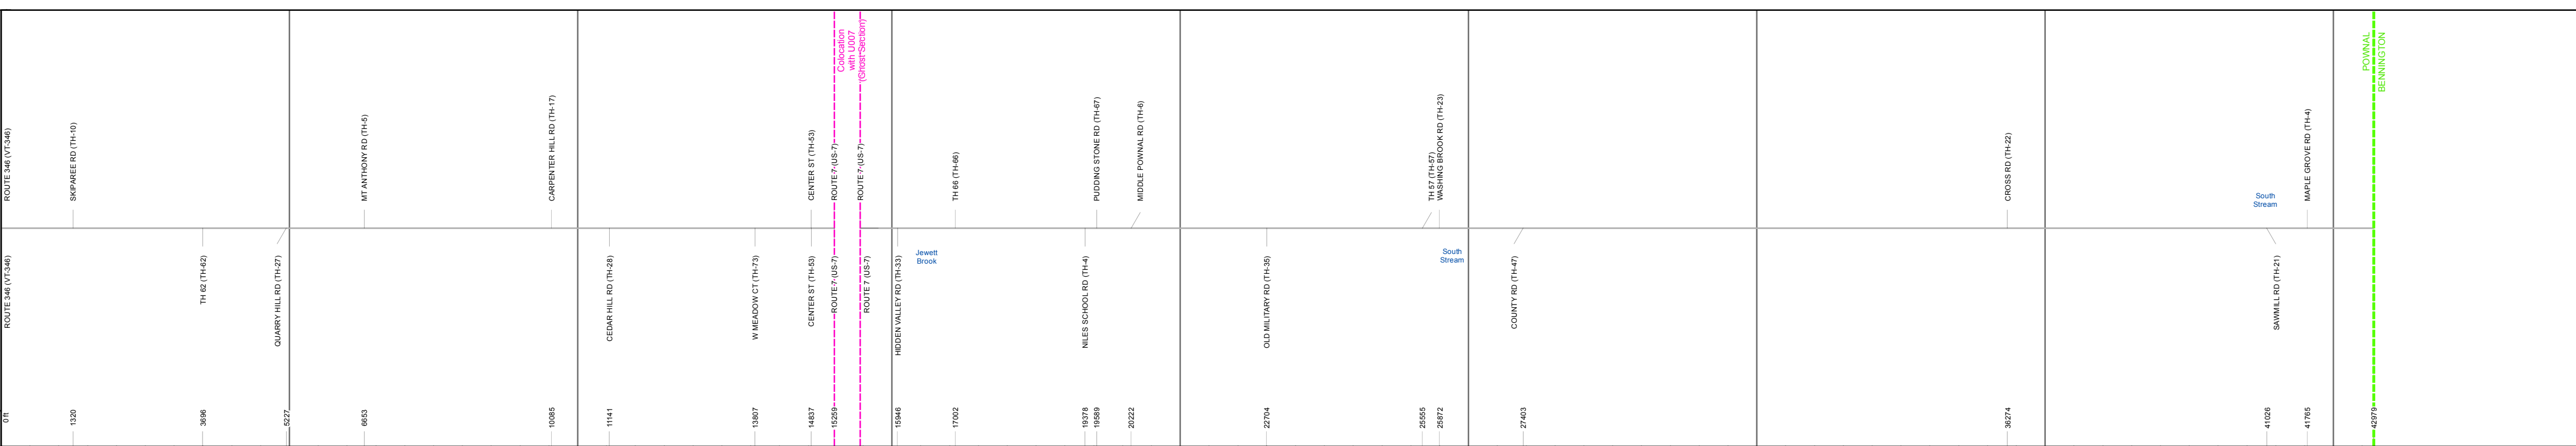 Colocation
with U007
(Ghost*Section)
POWNAL
BENNINGTON
ROUTE 346 (VT-346)
SKIPAREE RD (TH-10)
MT ANTHONY RD (TH-5)
CARPENTER HILL RD (TH-17)
CENTER ST (TH-53)
ROUTE 7 (US-7)
ROUTE 7 (US-7)
TH 66 (TH-66)
PUDDING STONE RD (TH-67)
MIDDLE POWNAL RD (TH-6)
TH 57 (TH-57)
WASHING BROOK RD (TH-23)
CROSS RD (TH-22)
South
Stream
MAPLE GROVE RD (TH-4)
ROUTE 346 (VT-346)
TH 62 (TH-62)
QUARRY HILL RD (TH-27)
CEDAR HILL RD (TH-28)
W MEADOW CT (TH-73)
CENTER ST (TH-53)
ROUTE 7 (US-7)
ROUTE 7 (US-7)
HIDDEN VALLEY RD (TH-33)
Jewett
Brook
NILES SCHOOL RD (TH-4)
OLD MILITARY RD (TH-35)
South
Stream
COUNTY RD (TH-47)
SAWMILL RD (TH-21)
0 ft
1320
3696
5227
6653
10085
11141
13807
14837
15259
15946
17002
19378
19589
20222
22704
25555
25872
27403
36274
41026
41765
42979